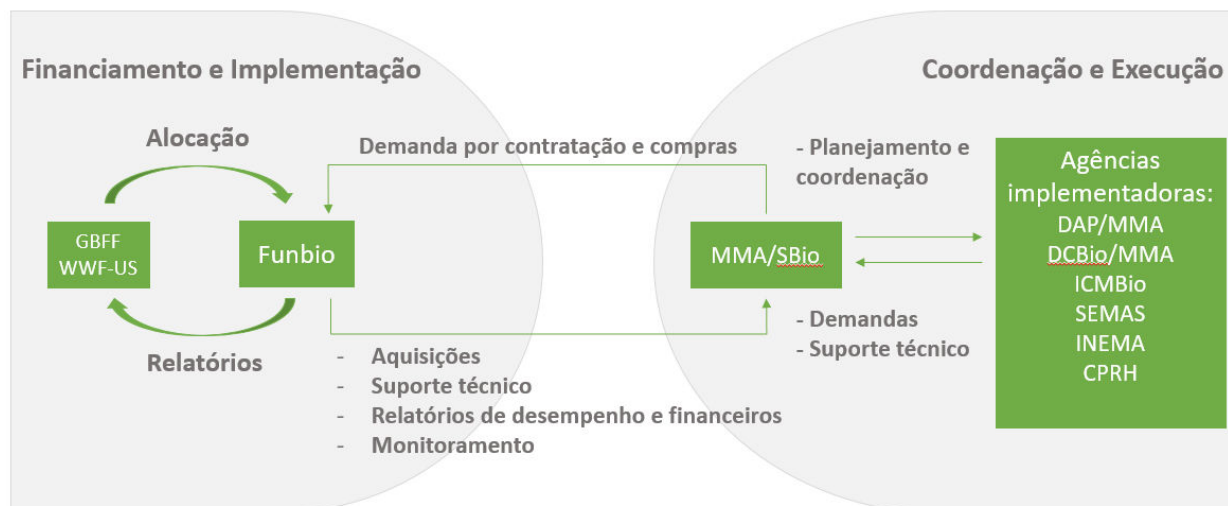 Financiamento e Implementação
Coordenação e Execução
Alocação
GBFF
WWF-US
Funbio
Relatórios
Demanda por contratação e compras
- Aquisições
- Suporte técnico
- Relatórios de desempenho e financeiros
- Monitoramento
MMA/SBio
- Planejamento e
coordenação
- Demandas
- Suporte técnico
Agências
implementadoras:
DAP/MMA
DCBio/MMA
ICMBio
SEMAS
INEMA
CPRH